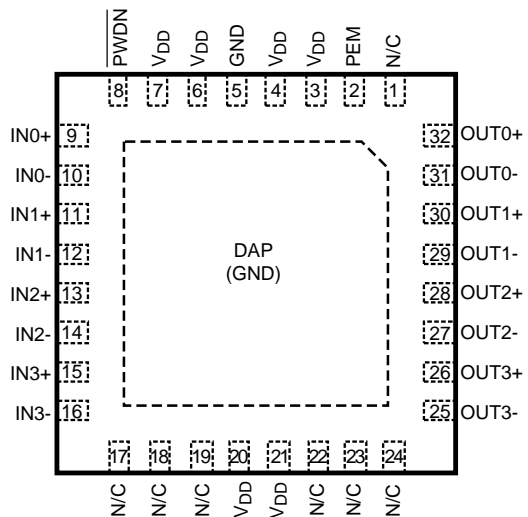 PWDN
VDD
VDD
GND
VDD
VDD
PEM
N/C
8 7 6 5 4 3 2 1
IN0+ 9
IN0- 10
IN1+ 11
IN1- 12
IN2+ 13
IN2- 14
IN3+ 15
IN3- 16
DAP
(GND)
32 OUT0+
31 OUT0-
30 OUT1+
29 OUT1-
28 OUT2+
27 OUT2-
26 OUT3+
25 OUT3-
17 18 19 20 21 22 23 24
N/C
N/C
N/C
VDD
VDD
N/C
N/C
N/C